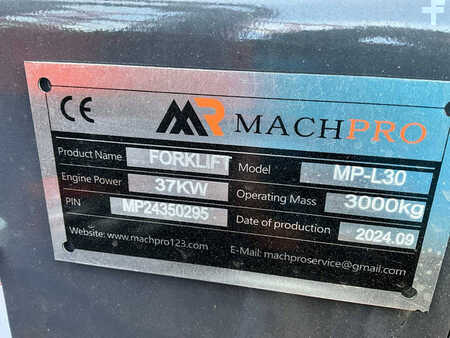 CE MR MACHPRO
Product Name FORKLIFT Model MP-L30
Engine Power 37KW Operating Mass 3000kg
PIN MP24350295 Date of production 2024.09
Website: www.machpro123.com E-Mail: machproservice@gmail.com